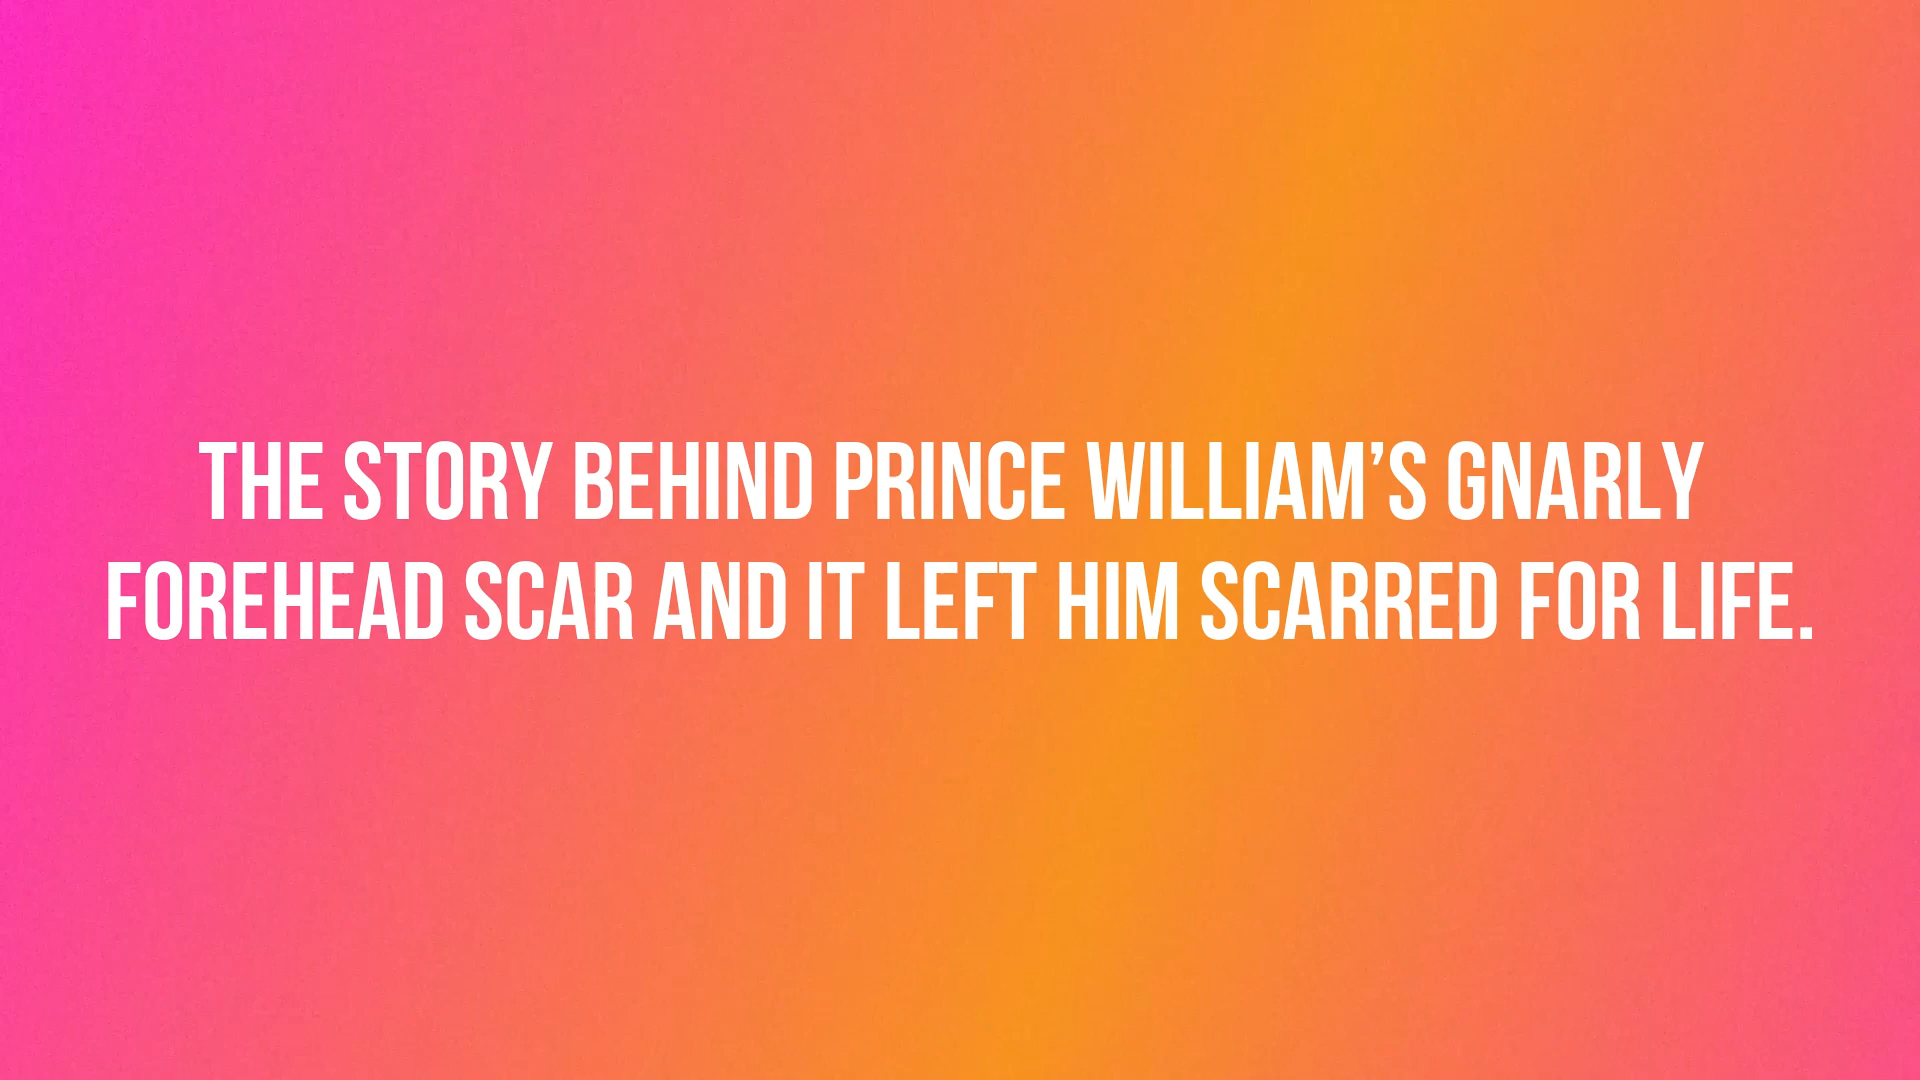 THE STORY BEHIND PRINCE WILLIAM’S GNARLY
FOREHEAD SCAR AND IT LEFT HIM SCARRED FOR LIFE.